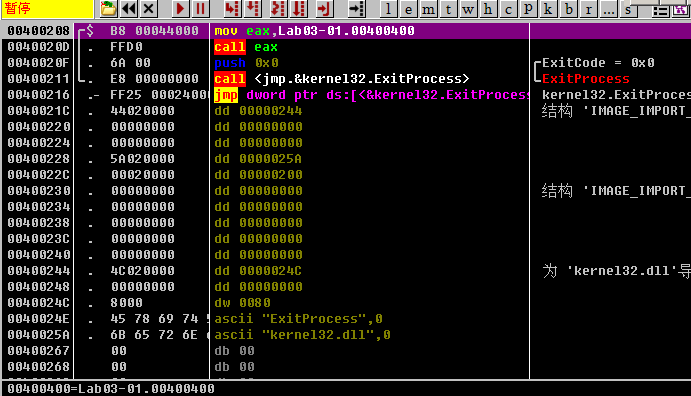 暂停 l e m t w h c p k b z r ... s
00400208 $ B8 00044000 mov eax,Lab03-01.00400400
0040020D . FFD0 call eax
0040020F . 6A 00 push 0x0 ExitCode = 0x0
00400211 . E8 00000000 call <jmp.&kernel32.ExitProcess> ExitProcess
00400216 .- FF25 00024000 jmp dword ptr ds:[<&kernel32.ExitProcess kernel32.ExitProces
0040021C . 44020000 dd 00000244 结构 'IMAGE_IMPORT_
00400220 . 00000000 dd 00000000
00400224 . 00000000 dd 00000000
00400228 . 5A020000 dd 0000025A
0040022C . 00020000 dd 00000200
00400230 . 00000000 dd 00000000 结构 'IMAGE_IMPORT_
00400234 . 00000000 dd 00000000
00400238 . 00000000 dd 00000000
0040023C . 00000000 dd 00000000
00400240 . 00000000 dd 00000000
00400244 . 4C020000 dd 0000024C 为 'kernel32.dll'导
00400248 . 00000000 dd 00000000
0040024C . 8000 dw 0080
0040024E . 45 78 69 74 ascii "ExitProcess",0
0040025A . 6B 65 72 6E ascii "kernel32.dll",0
00400267 00 db 00
00400268 00 db 00
00400400=Lab03-01.00400400